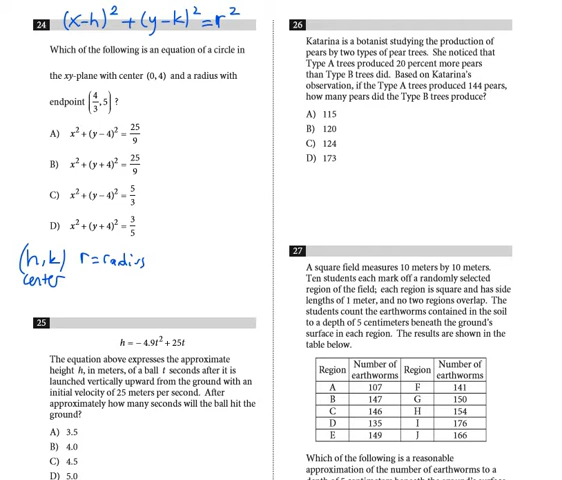 24
(x-h)² + (y-k)² = r²
Which of the following is an equation of a circle in
the xy-plane with center (0, 4) and a radius with
endpoint (4/3, 5) ?
A) x² + (y − 4)² = 25/9
B) x² + (y + 4)² = 25/9
C) x² + (y − 4)² = 5/3
D) x² + (y + 4)² = 3/5
(h,k) r=radius
center
25
h = −4.9t² + 25t
The equation above expresses the approximate
height h, in meters, of a ball t seconds after it is
launched vertically upward from the ground with an
initial velocity of 25 meters per second. After
approximately how many seconds will the ball hit the
ground?
A) 3.5
B) 4.0
C) 4.5
D) 5.0
26
Katarina is a botanist studying the production of
pears by two types of pear trees. She noticed that
Type A trees produced 20 percent more pears
than Type B trees did. Based on Katarina's
observation, if the Type A trees produced 144 pears,
how many pears did the Type B trees produce?
A) 115
B) 120
C) 124
D) 173
27
A square field measures 10 meters by 10 meters.
Ten students each mark off a randomly selected
region of the field; each region is square and has side
lengths of 1 meter, and no two regions overlap. The
students count the earthworms contained in the soil
to a depth of 5 centimeters beneath the ground's
surface in each region. The results are shown in the
table below.
Region Number of earthworms Region Number of earthworms
A 107 F 141
B 147 G 150
C 146 H 154
D 135 I 176
E 149 J 166
Which of the following is a reasonable
approximation of the number of earthworms to a
depth of 5 centimeters beneath the ground's surface